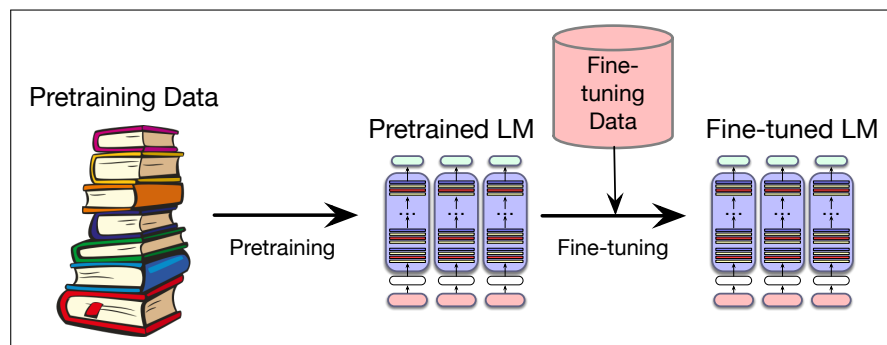 Pretraining Data
Pretraining
Pretrained LM
...
...
...
Fine-
tuning
Data
Fine-tuning
Fine-tuned LM
...
...
...